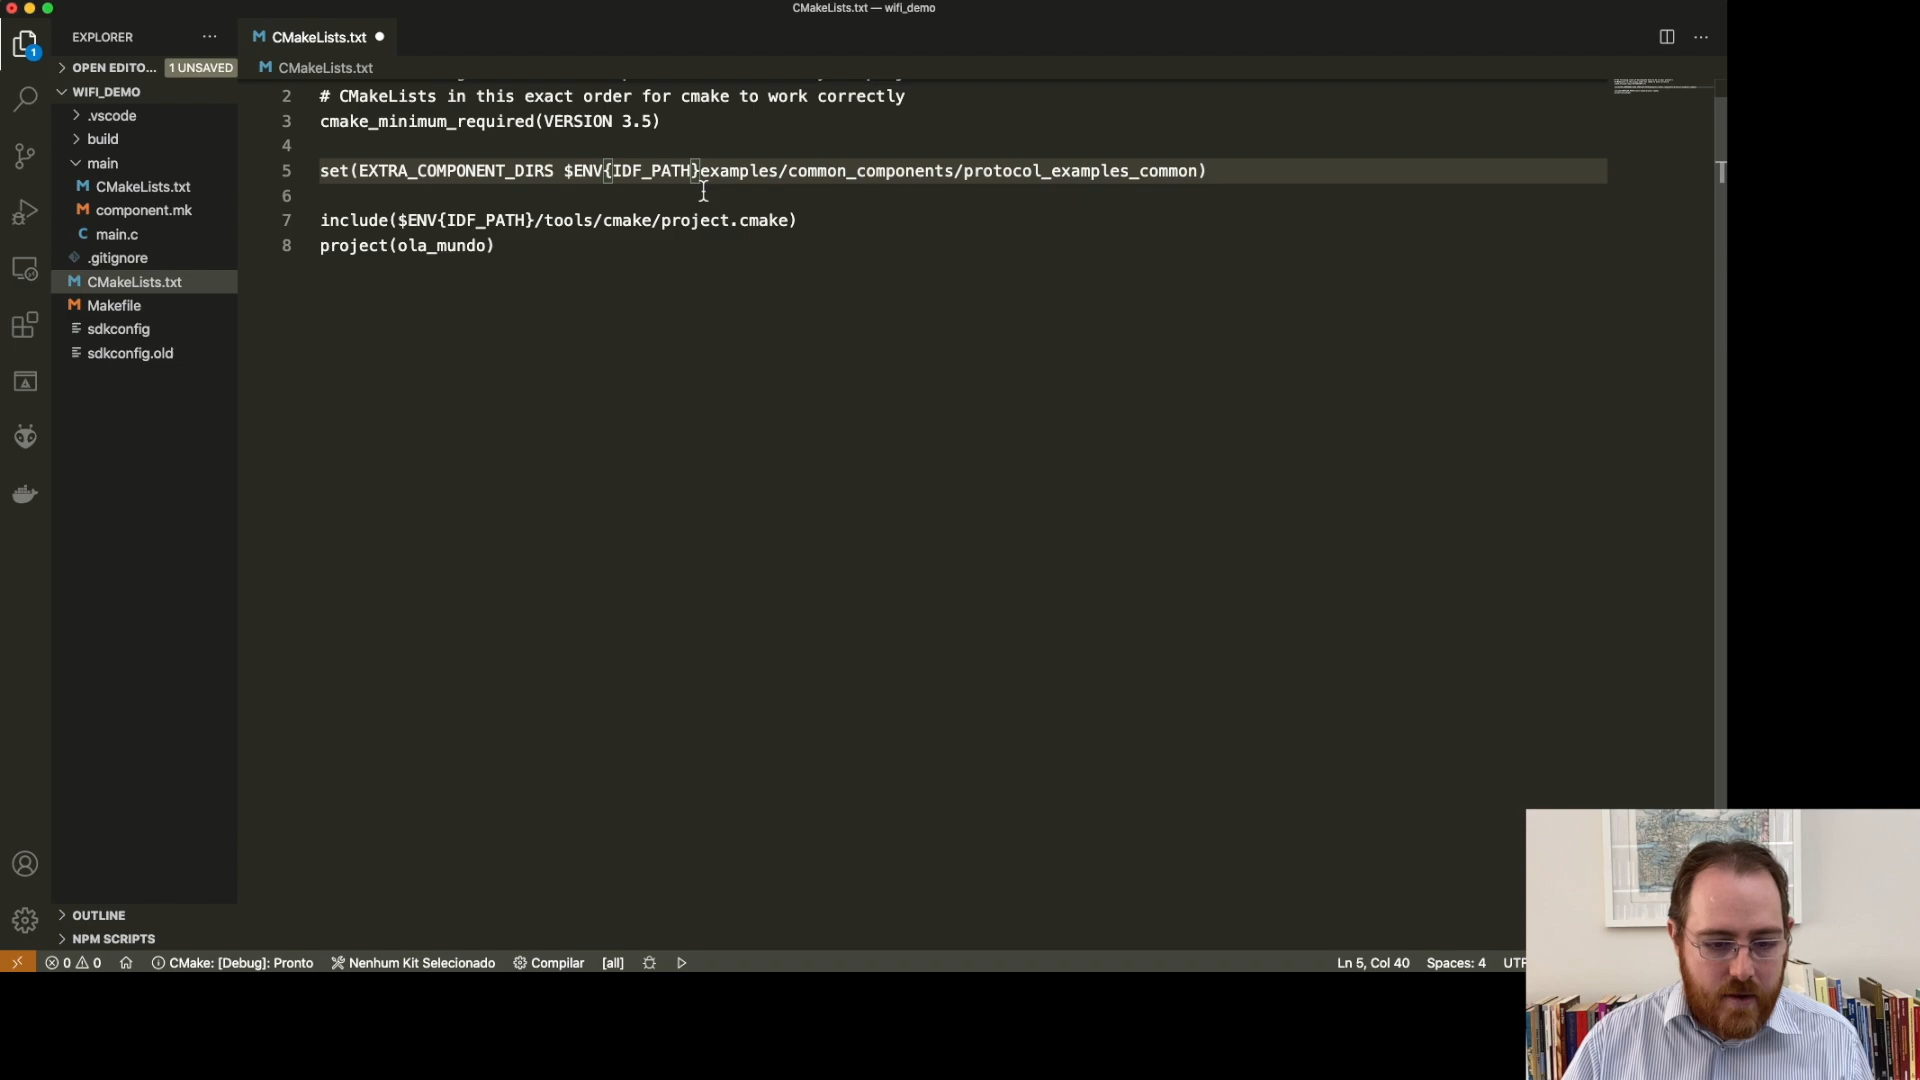 CMakeLists.txt — wifi_demo
EXPLORER
CMakeLists.txt
1
OPEN EDITO... 1 UNSAVED
CMakeLists.txt
WIFI_DEMO
.vscode
build
main
CMakeLists.txt
component.mk
main.c
.gitignore
CMakeLists.txt
Makefile
sdkconfig
sdkconfig.old
2 # CMakeLists in this exact order for cmake to work correctly
3 cmake_minimum_required(VERSION 3.5)
4
5 set(EXTRA_COMPONENT_DIRS $ENV{IDF_PATH}examples/common_components/protocol_examples_common)
6
7 include($ENV{IDF_PATH}/tools/cmake/project.cmake)
8 project(ola_mundo)
OUTLINE
NPM SCRIPTS
0 0 CMake: [Debug]: Pronto Nenhum Kit Selecionado Compilar [all] Ln 5, Col 40 Spaces: 4 UTF